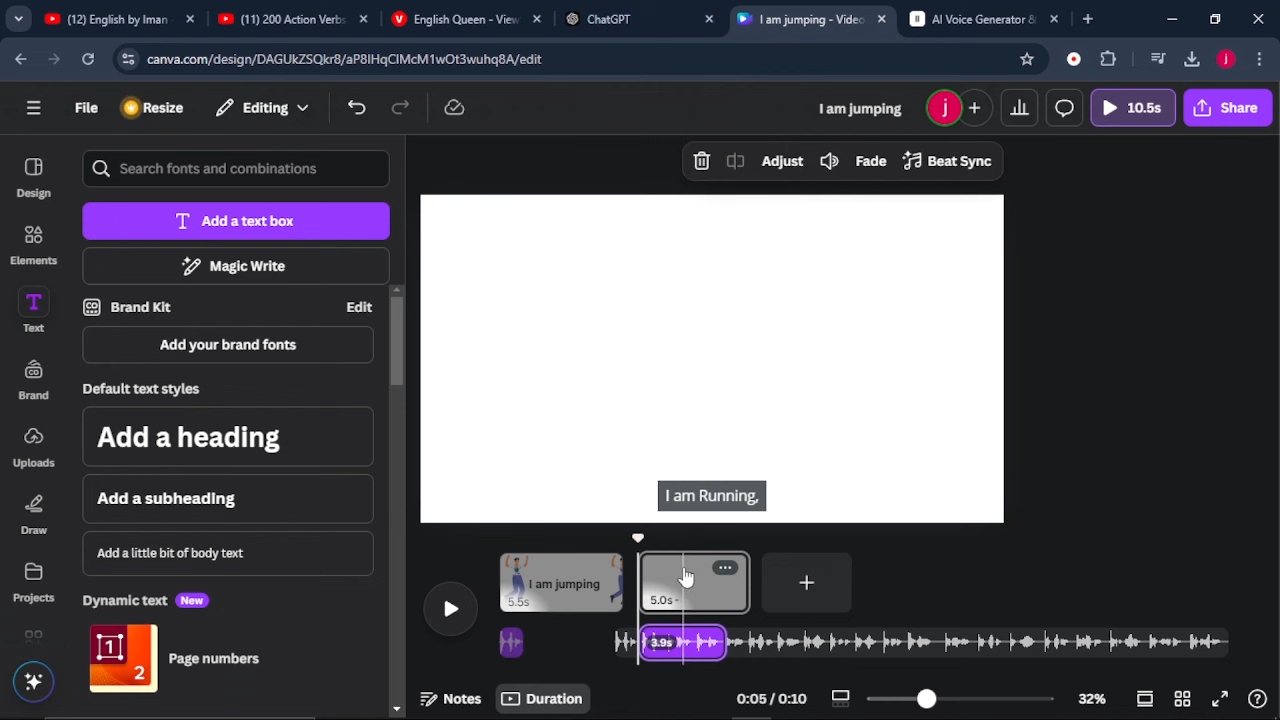 (12) English by Iman
(11) 200 Action Verbs
English Queen - View
ChatGPT
I am jumping - Video
AI Voice Generator &
canva.com/design/DAGUkZSQkr8/aP8lHqClMcM1wOt3wuhq8A/edit
j
File
Resize
Editing
I am jumping
j
10.5s
Share
Design
Elements
Text
Brand
Uploads
Draw
Projects
Search fonts and combinations
Add a text box
Magic Write
Brand Kit
Edit
Add your brand fonts
Default text styles
Add a heading
Add a subheading
Add a little bit of body text
Dynamic text New
1
2
Page numbers
Adjust
Fade
Beat Sync
I am Running,
I am jumping
5.5s
5.0s
3.9s
Notes
Duration
0:05 / 0:10
32%